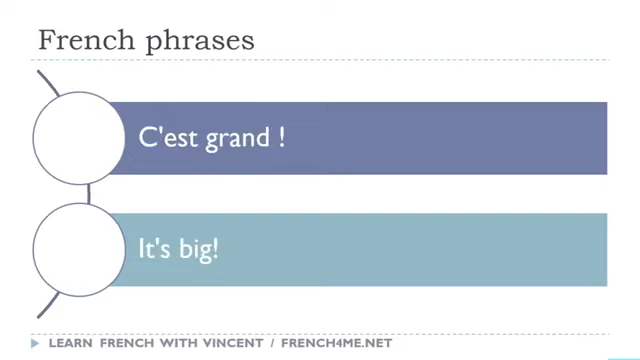 French phrases
C'est grand !
It's big!
LEARN FRENCH WITH VINCENT / FRENCH4ME.NET